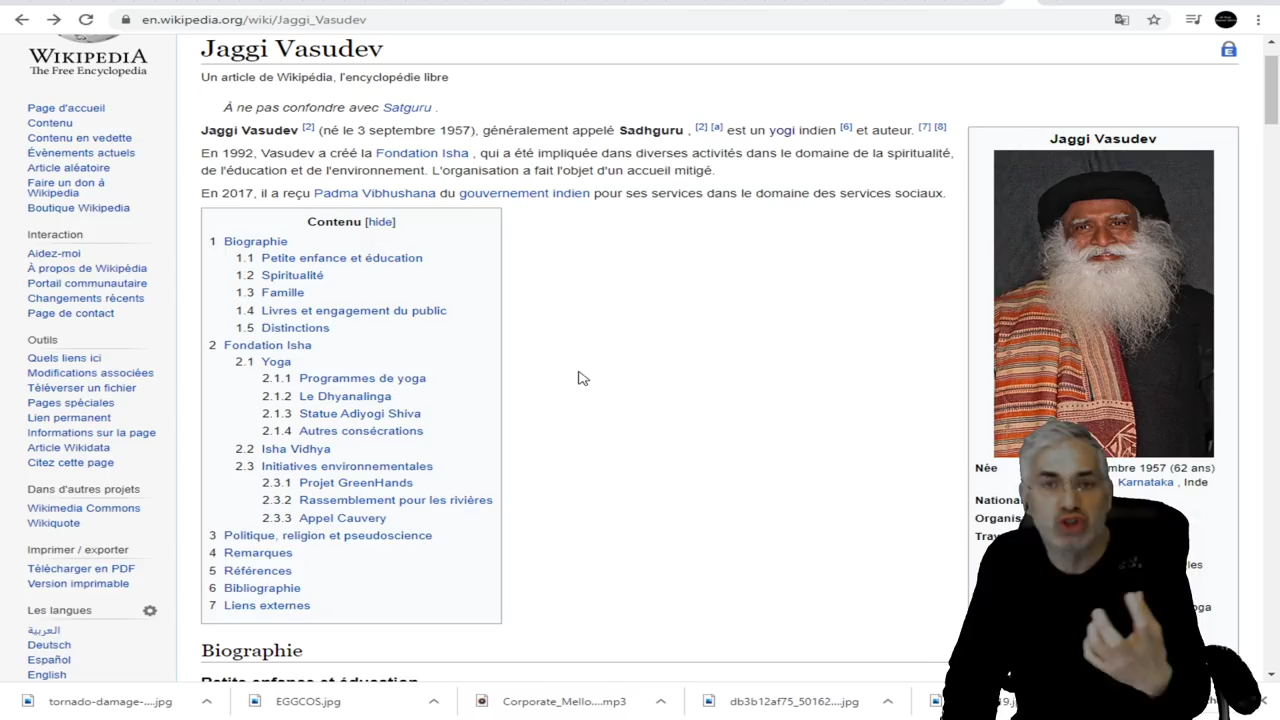 en.wikipedia.org/wiki/Jaggi_Vasudev
WIKIPEDIA
The Free Encyclopedia
Page d'accueil
Contenu
Contenu en vedette
Évènements actuels
Article aléatoire
Faire un don à
Wikipedia
Boutique Wikipedia
Interaction
Aidez-moi
À propos de Wikipédia
Portail communautaire
Changements récents
Page de contact
Outils
Quels liens ici
Modifications associées
Téléverser un fichier
Pages spéciales
Lien permanent
Informations sur la page
Article Wikidata
Citez cette page
Dans d'autres projets
Wikimedia Commons
Wikiquote
Imprimer / exporter
Télécharger en PDF
Version imprimable
Les langues
العربية
Deutsch
Español
English
Jaggi Vasudev
Un article de Wikipédia, l'encyclopédie libre
À ne pas confondre avec Satguru .
Jaggi Vasudev [2] (né le 3 septembre 1957), généralement appelé Sadhguru , [2] [a] est un yogi indien [6] et auteur. [7] [8]
En 1992, Vasudev a créé la Fondation Isha , qui a été impliquée dans diverses activités dans le domaine de la spiritualité,
de l'éducation et de l'environnement. L'organisation a fait l'objet d'un accueil mitigé.
En 2017, il a reçu Padma Vibhushana du gouvernement indien pour ses services dans le domaine des services sociaux.
Contenu [hide]
1 Biographie
1.1 Petite enfance et éducation
1.2 Spiritualité
1.3 Famille
1.4 Livres et engagement du public
1.5 Distinctions
2 Fondation Isha
2.1 Yoga
2.1.1 Programmes de yoga
2.1.2 Le Dhyanalinga
2.1.3 Statue Adiyogi Shiva
2.1.4 Autres consécrations
2.2 Isha Vidhya
2.3 Initiatives environnementales
2.3.1 Projet GreenHands
2.3.2 Rassemblement pour les rivières
2.3.3 Appel Cauvery
3 Politique, religion et pseudoscience
4 Remarques
5 Références
6 Bibliographie
7 Liens externes
Biographie
Petite enfance et éducation
Jaggi Vasudev
Née mbre 1957 (62 ans)
Karnataka , Inde
National
Organis
Trav
les
oga
tornado-damage-....jpg
EGGCOS.jpg
Corporate_Mello....mp3
db3b12af75_50162....jpg